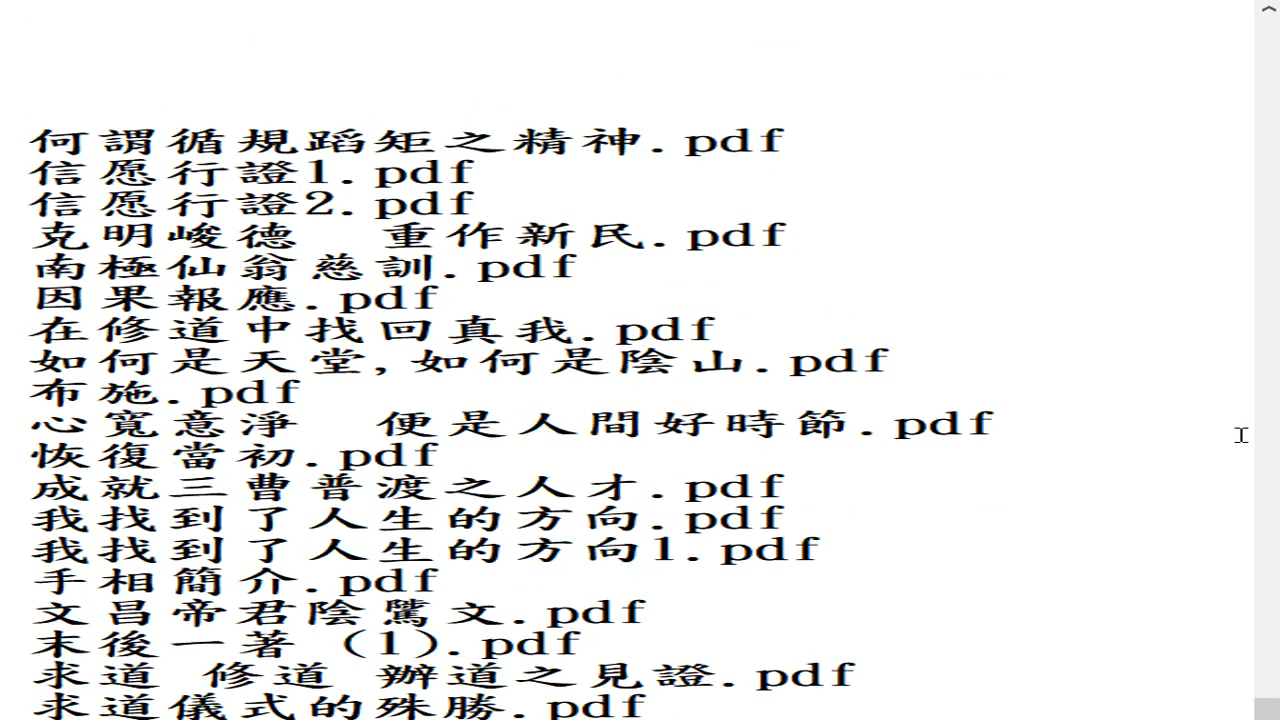 何謂循規蹈矩之精神.pdf
信愿行證1.pdf
信愿行證2.pdf
克明峻德　重作新民.pdf
南極仙翁慈訓.pdf
因果報應.pdf
在修道中找回真我.pdf
如何是天堂,如何是陰山.pdf
布施.pdf
心寬意淨　便是人間好時節.pdf
恢復當初.pdf
成就三曹普渡之人才.pdf
我找到了人生的方向.pdf
我找到了人生的方向1.pdf
手相簡介.pdf
文昌帝君陰騭文.pdf
末後一著 (1).pdf
求道 修道 辦道之見證.pdf
求道儀式的殊勝.pdf